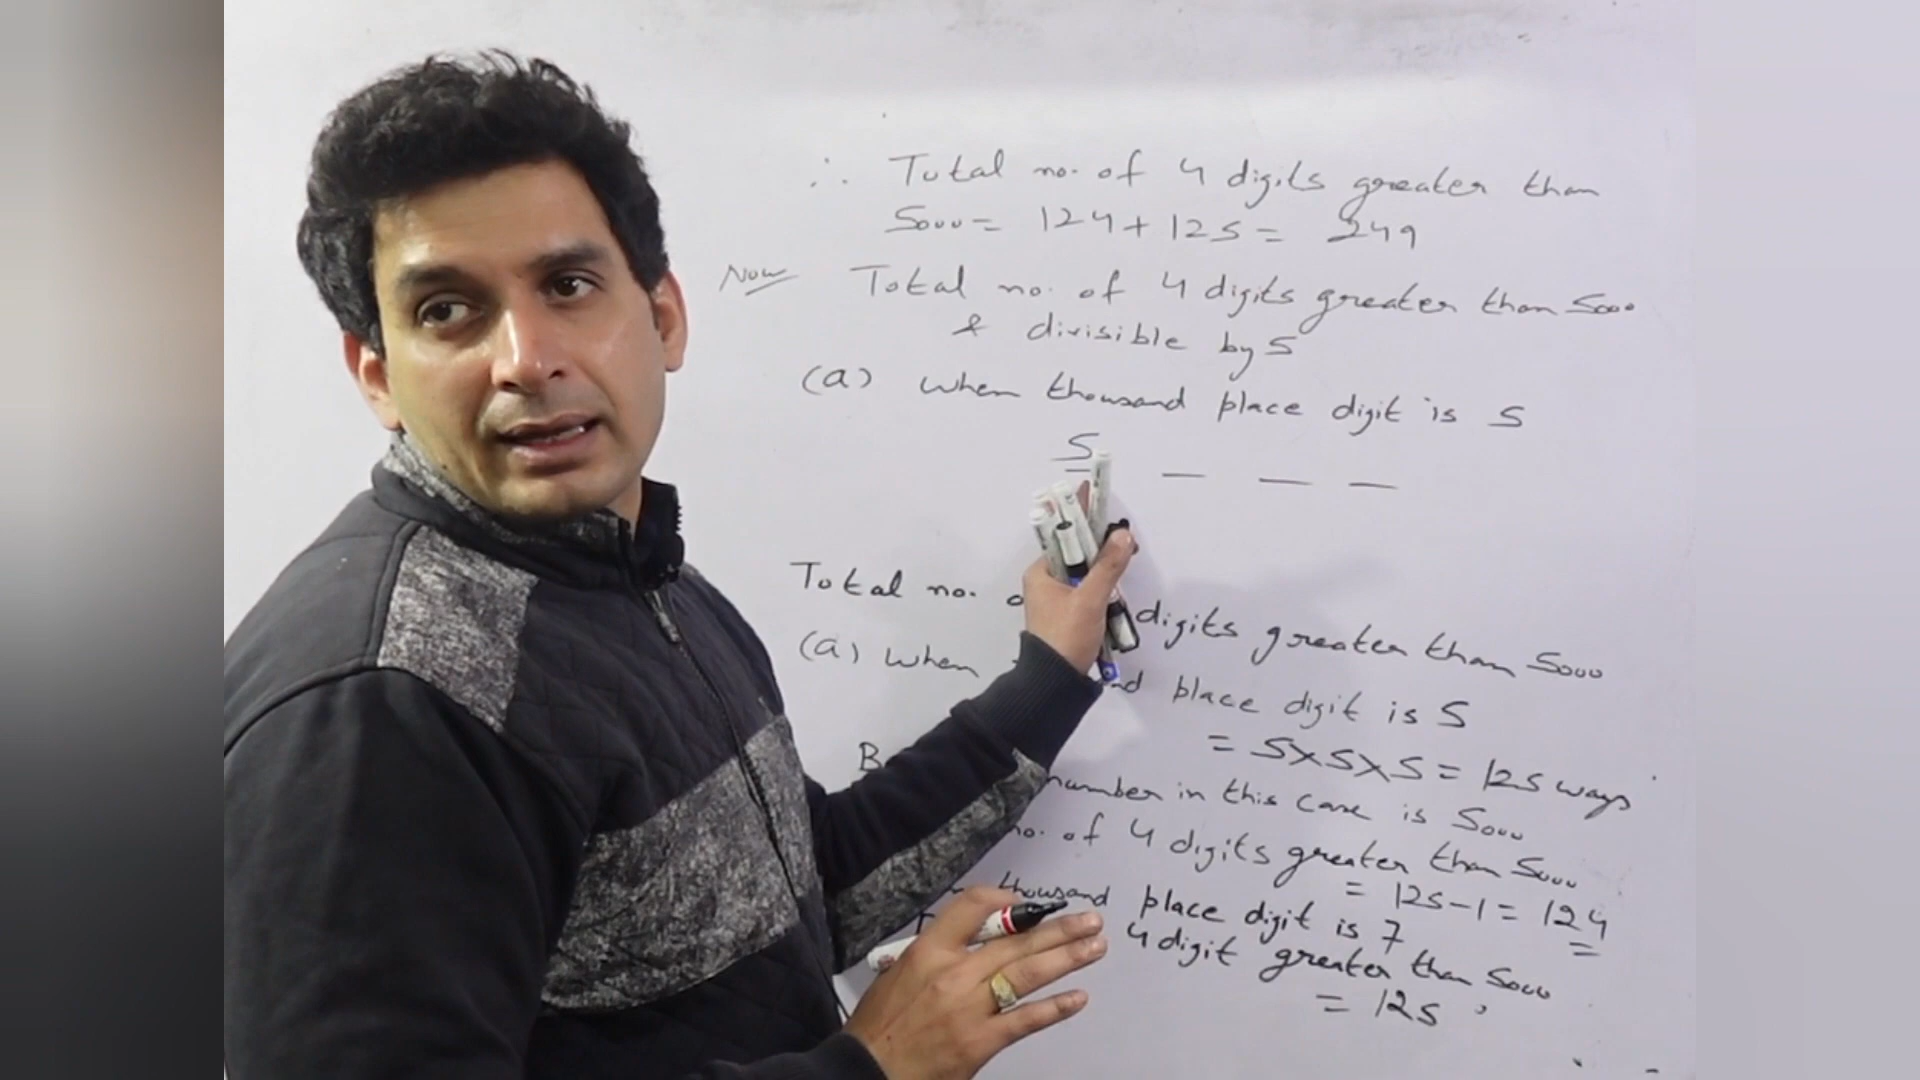 ∴ Total no. of 4 digits greater than
5000 = 124 + 125 = 249
Now Total no. of 4 digits greater than 5000
& divisible by 5
(a) when thousand place digit is 5
5 _ _ _
Total no. digits greater than 5000
(a) when place digit is 5
= 5×5×5 = 125 ways
number in this case is 5000
no. of 4 digits greater than 5000
= 125 - 1 = 124
thousand place digit is 7
4 digit greater than 5000
= 125